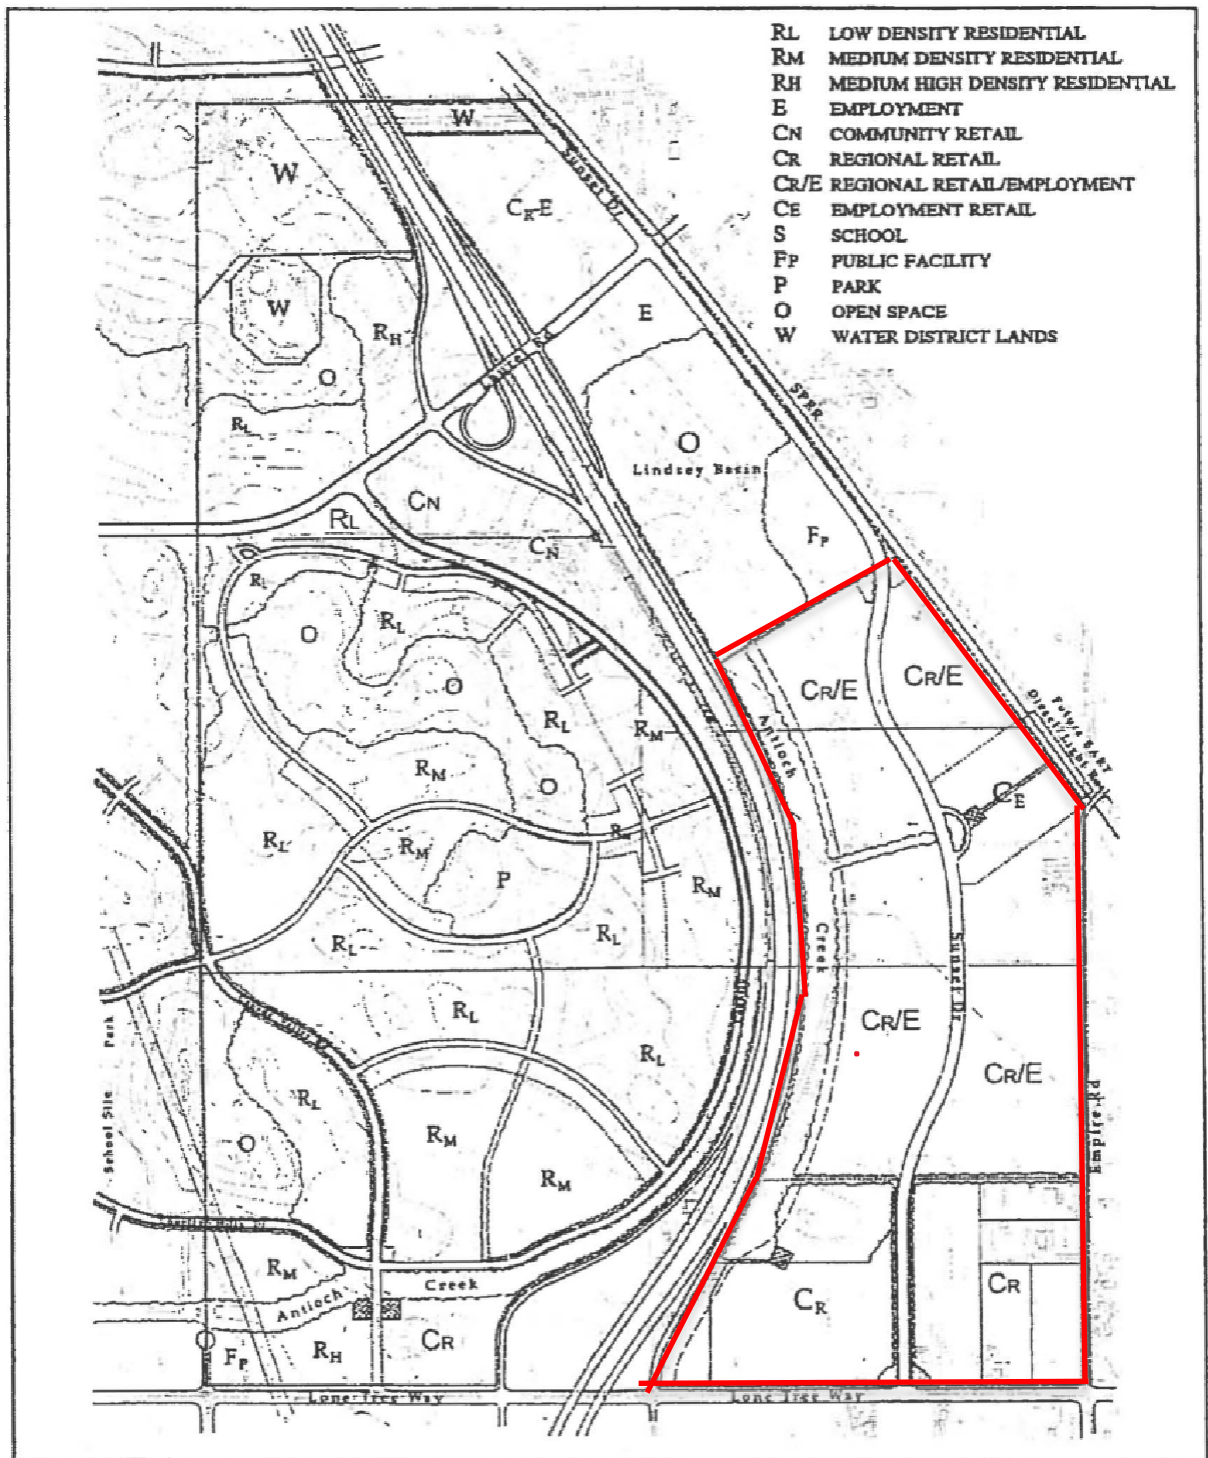 RL LOW DENSITY RESIDENTIAL
RM MEDIUM DENSITY RESIDENTIAL
RH MEDIUM HIGH DENSITY RESIDENTIAL
E EMPLOYMENT
CN COMMUNITY RETAIL
CR REGIONAL RETAIL
CR/E REGIONAL RETAIL/EMPLOYMENT
CE EMPLOYMENT RETAIL
S SCHOOL
FP PUBLIC FACILITY
P PARK
O OPEN SPACE
W WATER DISTRICT LANDS
W
W
Sunset Dr
CR-E
W
E
RH
O
SPRR
RL
O
Lindsey Basin
CN
RL
FP
CN
RL
RL
O
CR/E
CR/E
O
RL
RM
Antioch
Future BART
RM
O
CE
RL
RM
P
RM
RL
RL
Creek
Sunset Dr
RL
CR/E
Park
RL
CR/E
RL
School Site
Empire Rd
O
RM
RM
RM
Creek
Antioch
CR
CR
CR
FP
RH
Lone Tree Way
Lone Tree Way